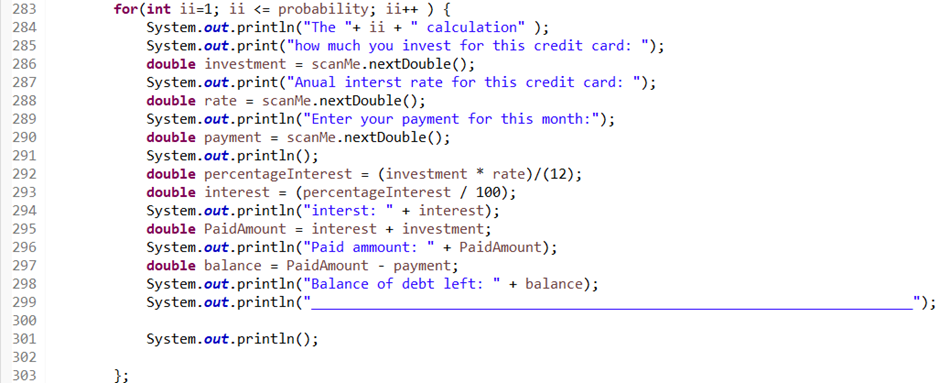 283 for(int ii=1; ii <= probability; ii++ ) {
284 System.out.println("The "+ ii + " calculation" );
285 System.out.print("how much you invest for this credit card: ");
286 double investment = scanMe.nextDouble();
287 System.out.print("Anual interst rate for this credit card: ");
288 double rate = scanMe.nextDouble();
289 System.out.println("Enter your payment for this month:");
290 double payment = scanMe.nextDouble();
291 System.out.println();
292 double percentageInterest = (investment * rate)/(12);
293 double interest = (percentageInterest / 100);
294 System.out.println("interst: " + interest);
295 double PaidAmount = interest + investment;
296 System.out.println("Paid ammount: " + PaidAmount);
297 double balance = PaidAmount - payment;
298 System.out.println("Balance of debt left: " + balance);
299 System.out.println("__________________________________________________________________________");
300
301 System.out.println();
302
303 };